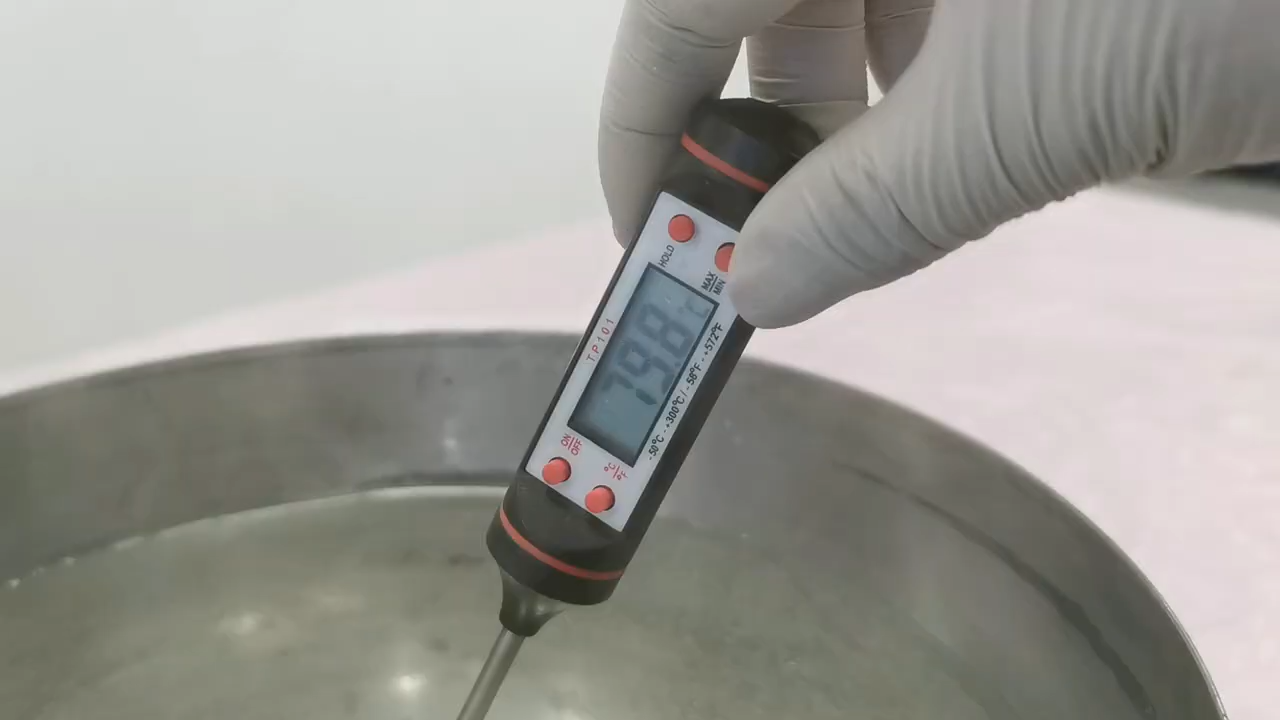 HOLD
MAX
MIN
TP101
79.8 °C
-50°C-+300°C/-58°F-+572°F
ON
OFF
°C/°F